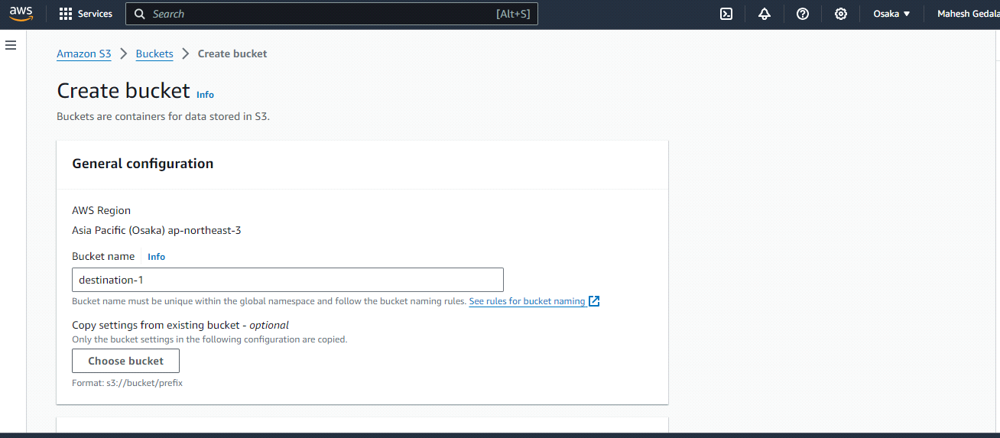 aws Services Search [Alt+S] Osaka ▼ Mahesh Gedala
Amazon S3 > Buckets > Create bucket
Create bucket Info
Buckets are containers for data stored in S3.
General configuration
AWS Region
Asia Pacific (Osaka) ap-northeast-3
Bucket name Info
destination-1
Bucket name must be unique within the global namespace and follow the bucket naming rules. See rules for bucket naming
Copy settings from existing bucket - optional
Only the bucket settings in the following configuration are copied.
Choose bucket
Format: s3://bucket/prefix